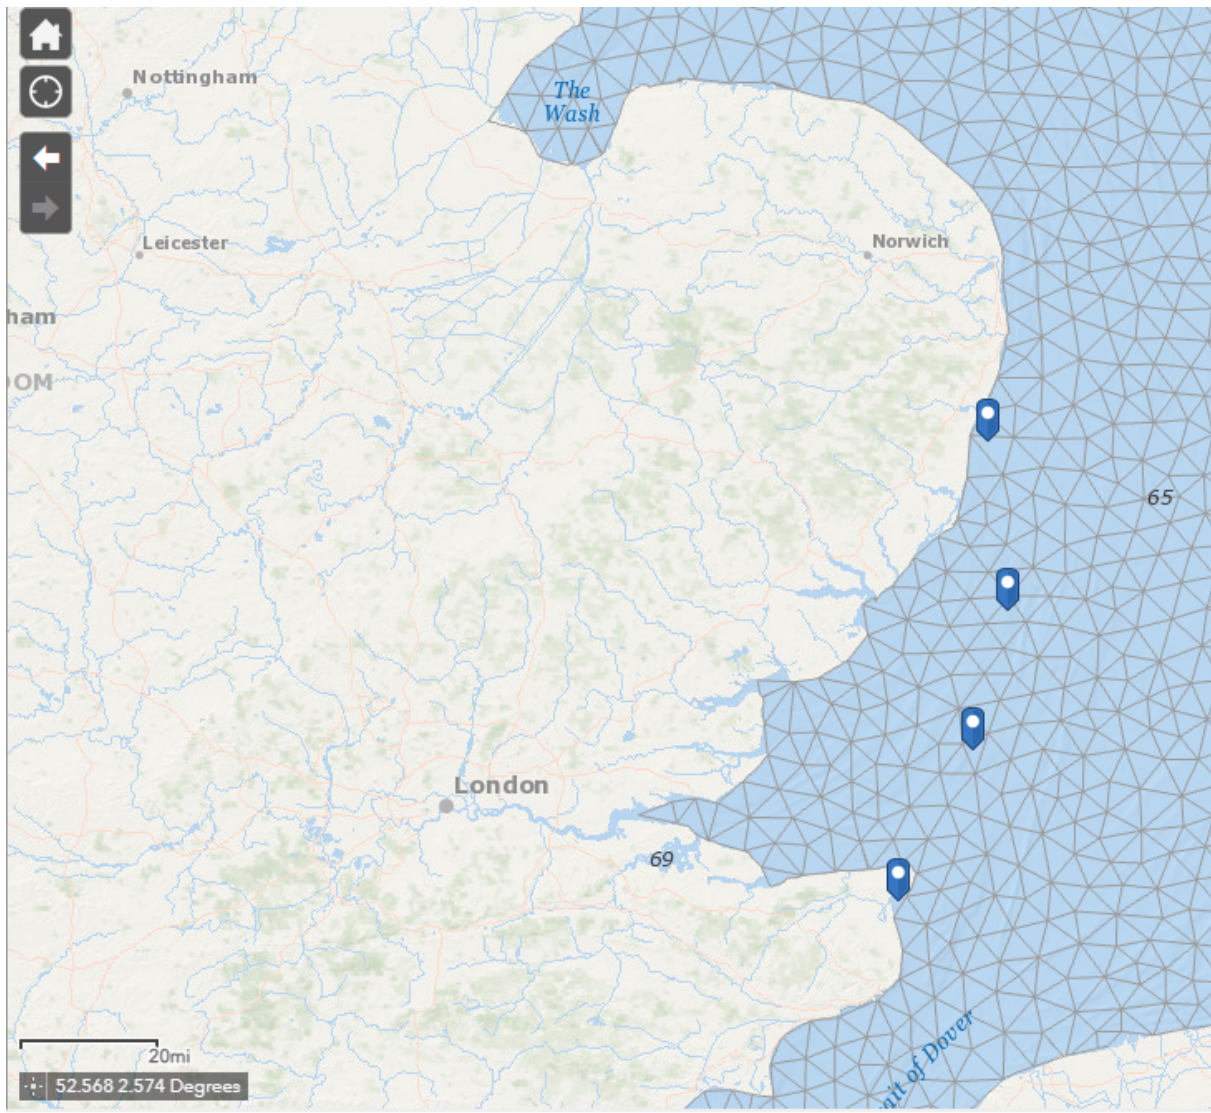 Nottingham
The
Wash
Leicester
Norwich
ham
OM
65
London
69
ait of Dover
20mi
52.568 2.574 Degrees